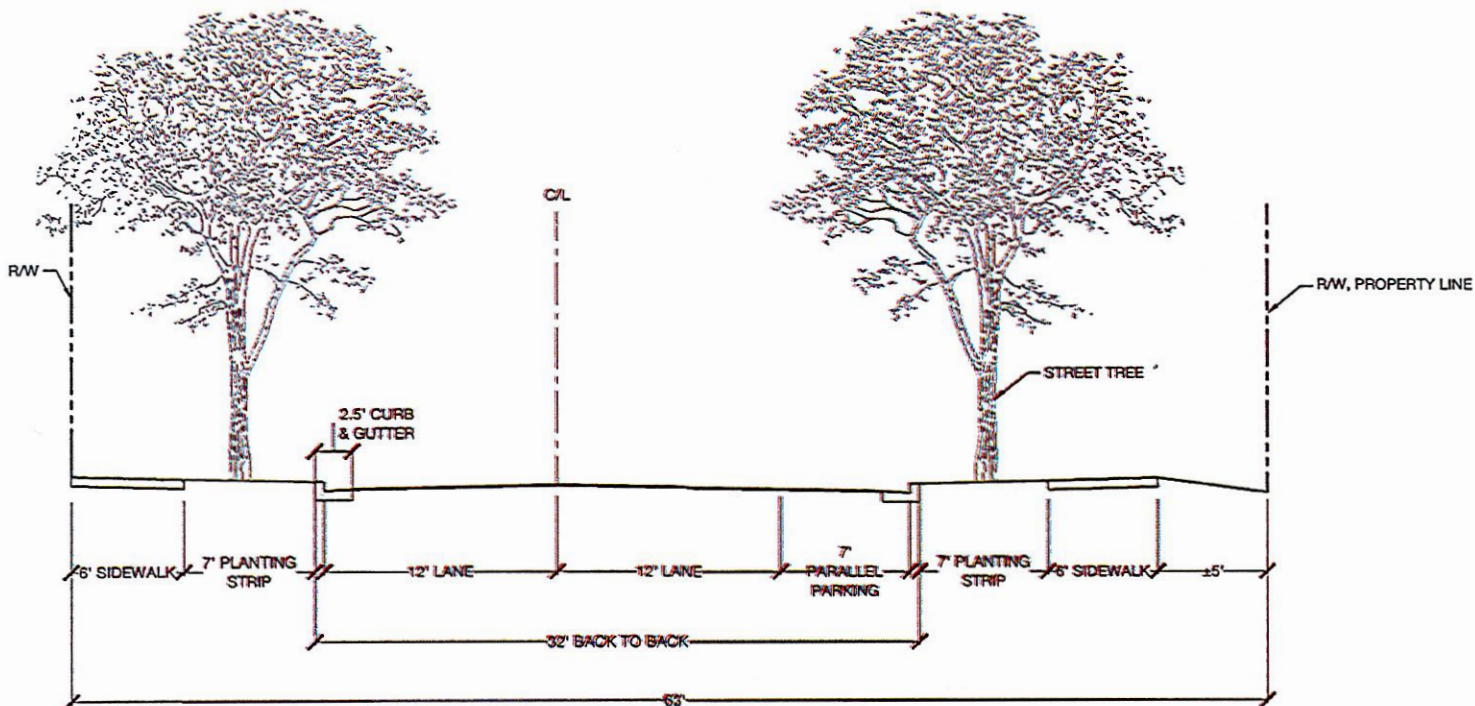 C/L
R/W
R/W, PROPERTY LINE
STREET TREE
2.5' CURB
& GUTTER
6' SIDEWALK
7' PLANTING
STRIP
12' LANE
12' LANE
7'
PARALLEL
PARKING
7' PLANTING
STRIP
6' SIDEWALK
±5'
32' BACK TO BACK
63'